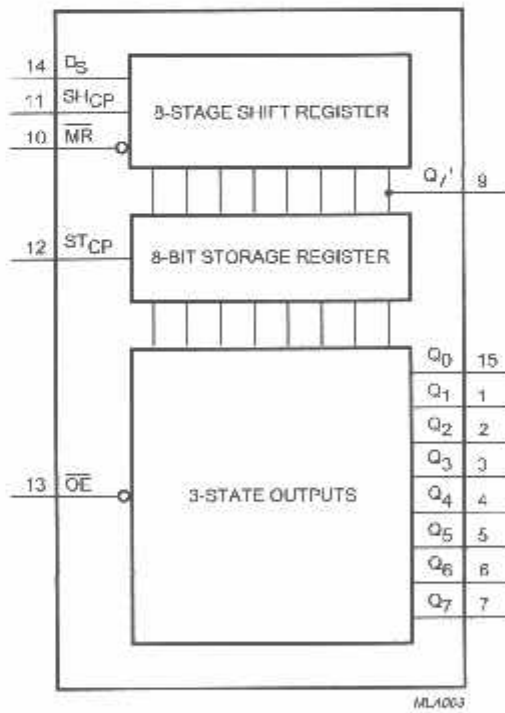 14 DS
11 SHCP
10 MR
8-STAGE SHIFT REGISTER
Q7' 9
12 STCP
8-BIT STORAGE REGISTER
Q0 15
Q1 1
Q2 2
Q3 3
Q4 4
Q5 5
Q6 6
Q7 7
13 OE
3-STATE OUTPUTS
MLA003